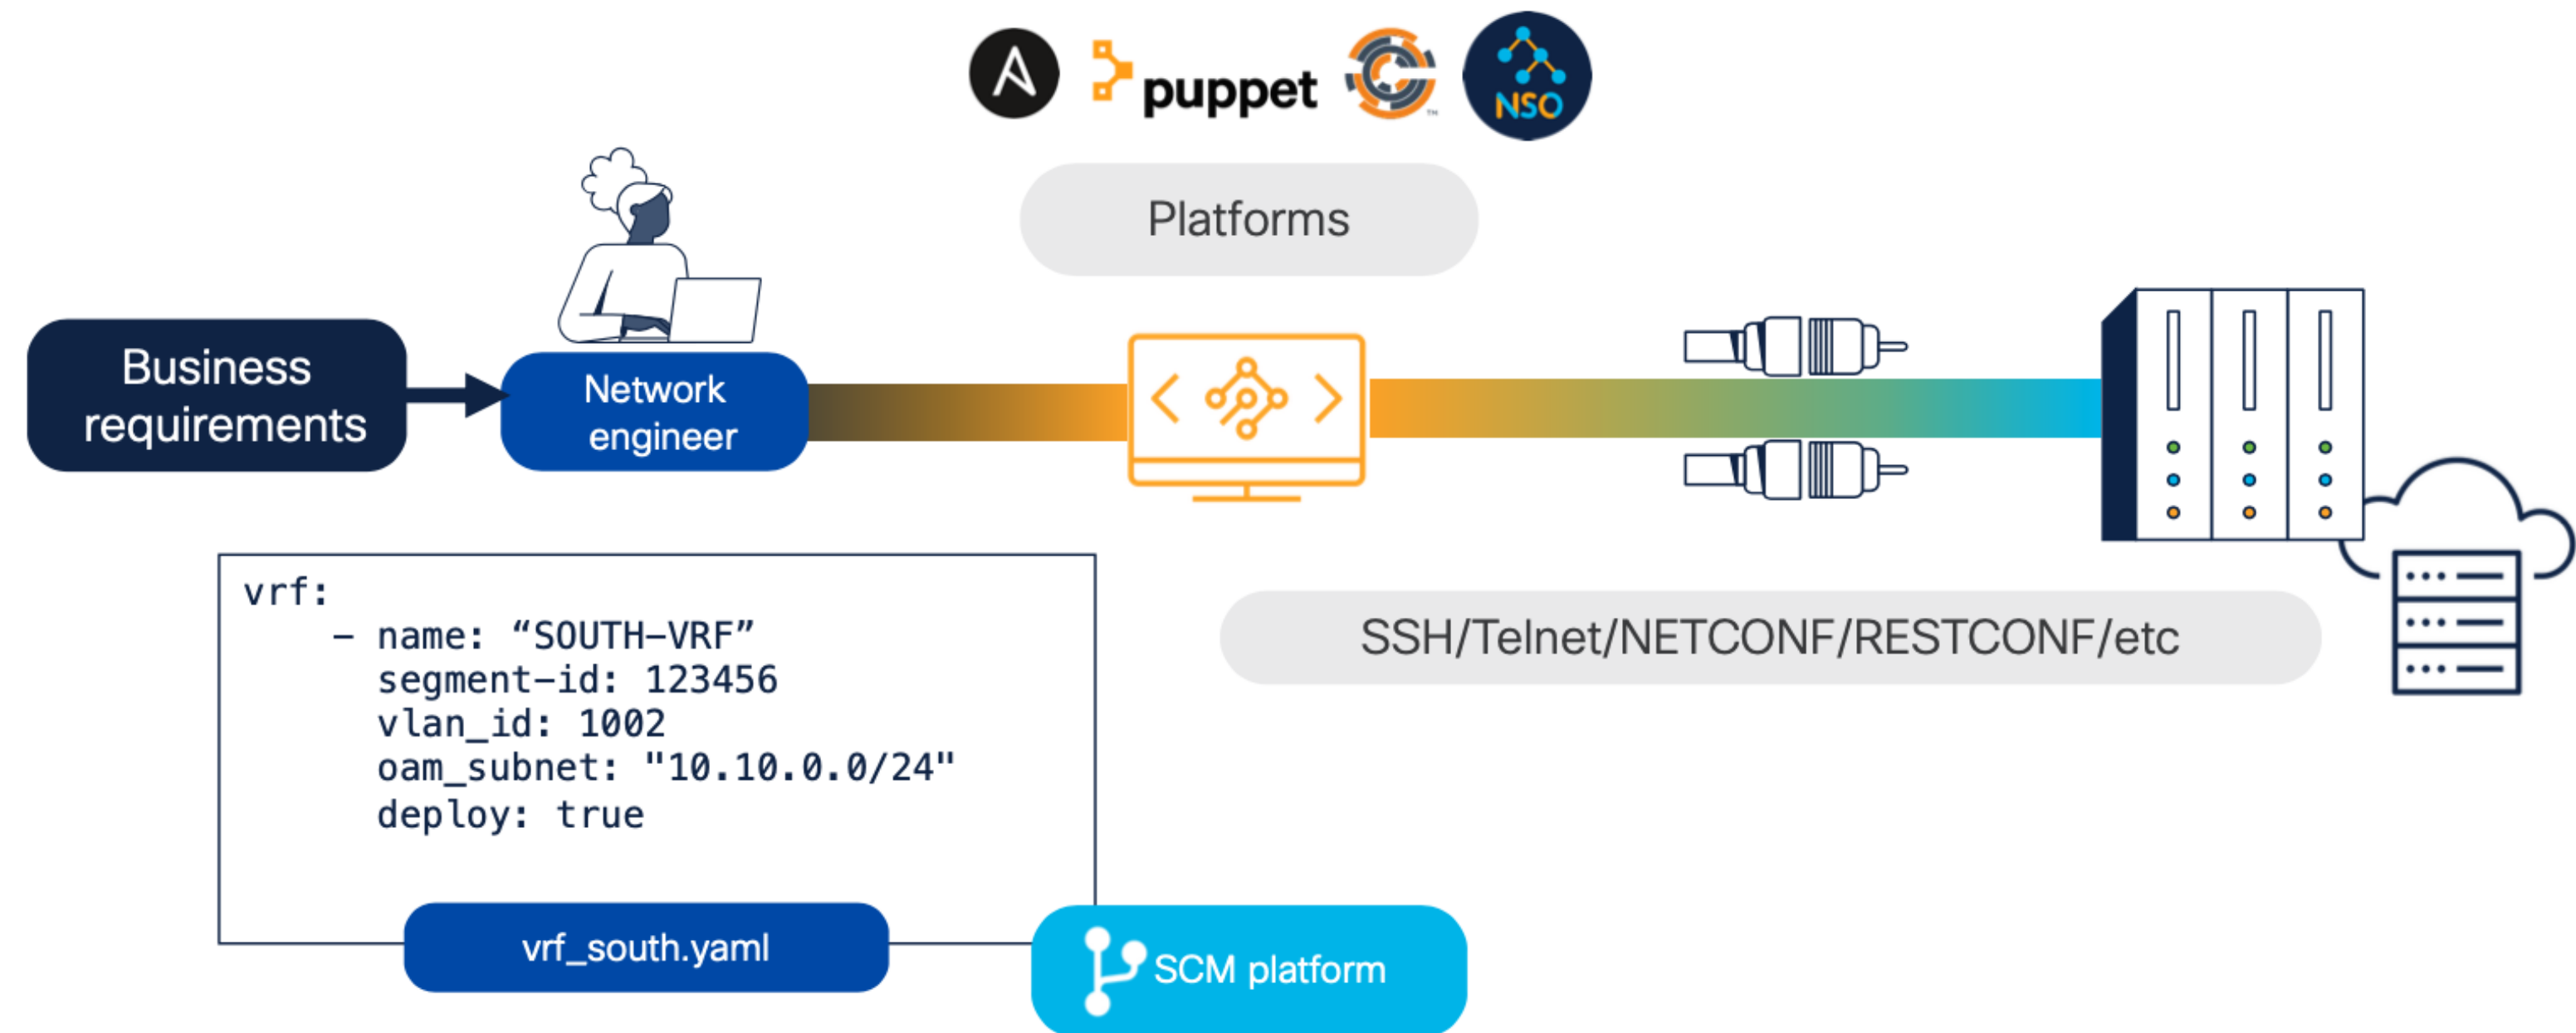 puppet
TM
NSO
Platforms
Business
requirements
Network
engineer
vrf:
    – name: “SOUTH–VRF”
      segment–id: 123456
      vlan_id: 1002
      oam_subnet: "10.10.0.0/24"
      deploy: true
SSH/Telnet/NETCONF/RESTCONF/etc
vrf_south.yaml
SCM platform